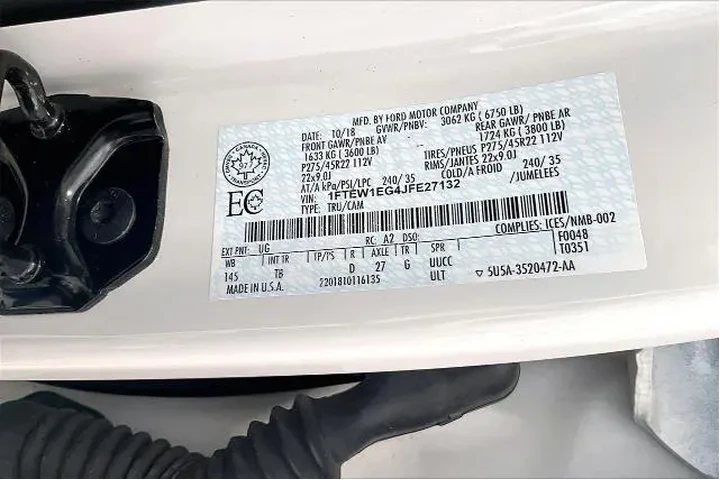 MFD. BY FORD MOTOR COMPANY
DATE: 10/18 GVWR/PNBV: 3062 KG ( 6750 LB)
FRONT GAWR/PNBE AV REAR GAWR/ PNBE AR
1633 KG ( 3600 LB) 1724 KG ( 3800 LB)
P275/45R22 112V TIRES/PNEUS P275/45R22 112V
22x9.0J RIMS/JANTES 22x9.0J
AT/A kPa/PSI/LPC 240/ 35 COLD/A FROID 240/ 35
VIN: 1FTEW1EG4JFE27132 /JUMELEES
TYPE: TRU/CAM
CANADA
97
EC
COMPLIES: ICES/NMB-002
EXT PNT: UG RC: A2 DSO: F0048
WB INT TR TP/PS R AXLE TR SPR T0351
145 TB D 27 G UUCC
MADE IN U.S.A. 7201810116135 ULT 5U5A-3520472-AA